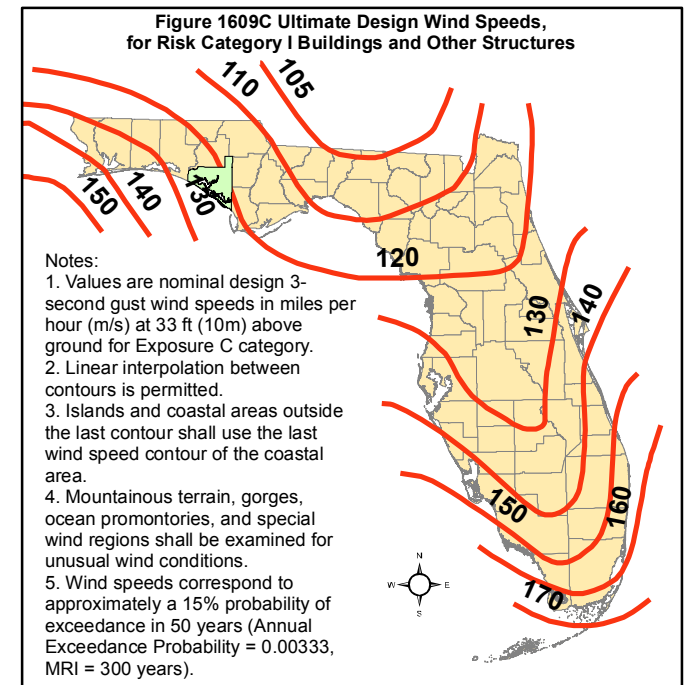 Figure 1609C Ultimate Design Wind Speeds,
for Risk Category I Buildings and Other Structures
105
110
130
140
150
120
Notes:
1. Values are nominal design 3-
second gust wind speeds in miles per
hour (m/s) at 33 ft (10m) above
ground for Exposure C category.
2. Linear interpolation between
contours is permitted.
3. Islands and coastal areas outside
the last contour shall use the last
wind speed contour of the coastal
area.
4. Mountainous terrain, gorges,
ocean promontories, and special
wind regions shall be examined for
unusual wind conditions.
5. Wind speeds correspond to
approximately a 15% probability of
exceedance in 50 years (Annual
Exceedance Probability = 0.00333,
MRI = 300 years).
130
140
150
160
170
N
W E
S